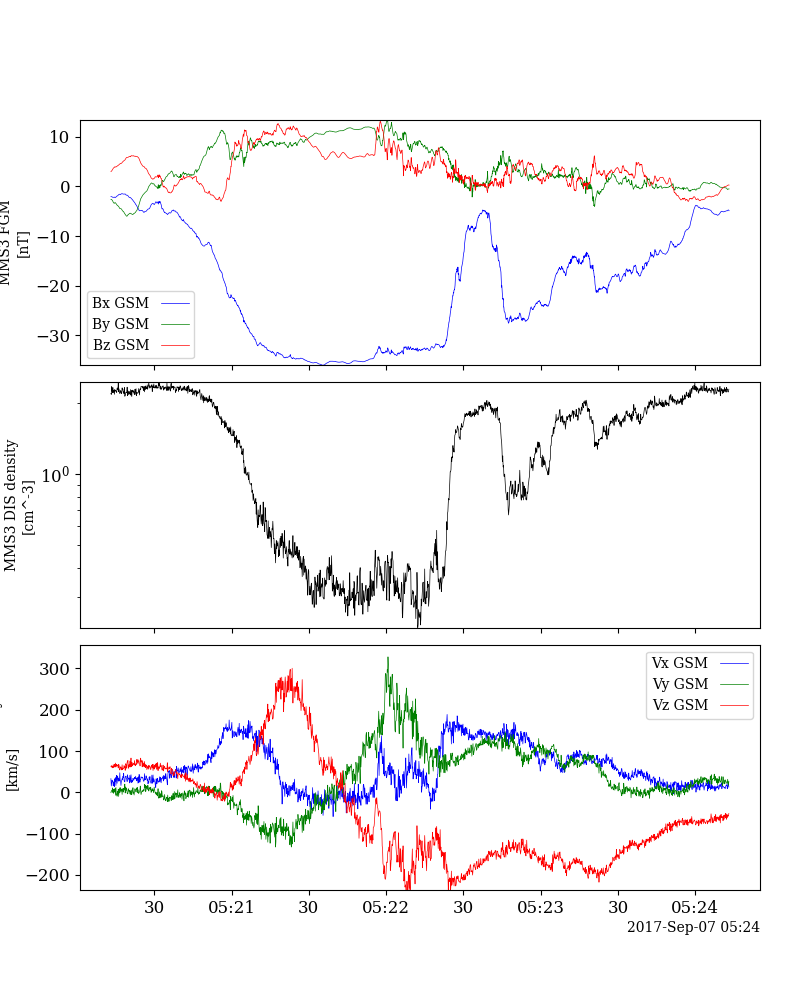 10
0
−10
−20
−30
MMS3 FGM
[nT]
Bx GSM
By GSM
Bz GSM
10⁰
MMS3 DIS density
[cm^-3]
300
200
100
0
−100
−200
[km/s]
Vx GSM
Vy GSM
Vz GSM
30 05:21 30 05:22 30 05:23 30 05:24
2017-Sep-07 05:24